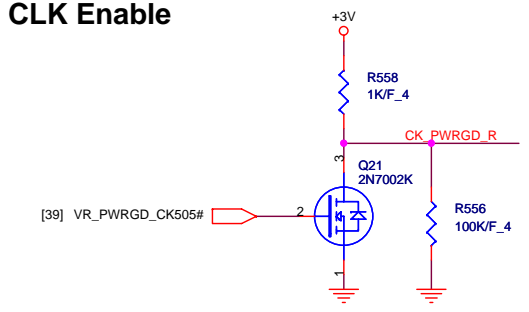 CLK Enable
+3V
R558
1K/F_4
CK_PWRGD_R
3
Q21
2N7002K
[39] VR_PWRGD_CK505#
2
R556
100K/F_4
1